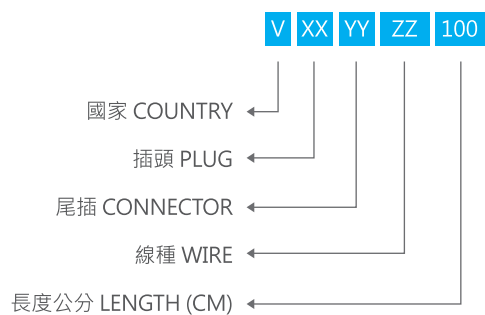 V XX YY ZZ 100
國家 COUNTRY
插頭 PLUG
尾插 CONNECTOR
線種 WIRE
長度公分 LENGTH (CM)